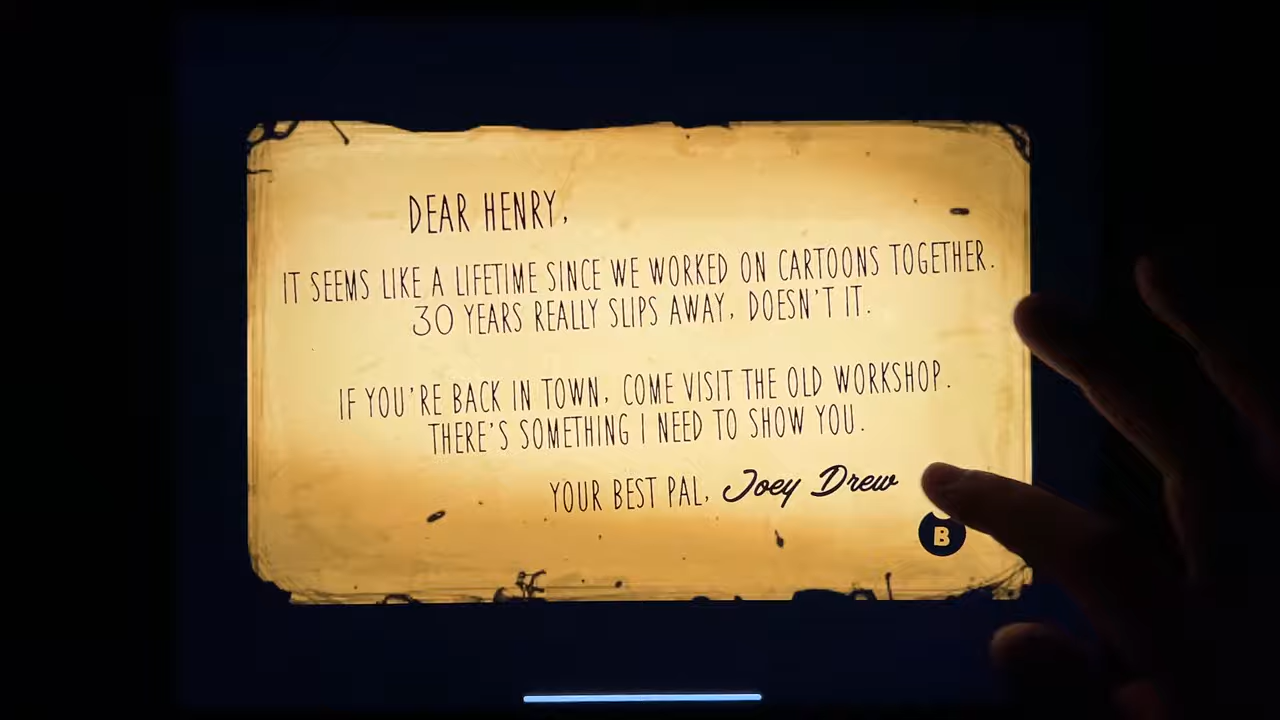 DEAR HENRY,
IT SEEMS LIKE A LIFETIME SINCE WE WORKED ON CARTOONS TOGETHER.
30 YEARS REALLY SLIPS AWAY, DOESN'T IT.
IF YOU'RE BACK IN TOWN, COME VISIT THE OLD WORKSHOP.
THERE'S SOMETHING I NEED TO SHOW YOU.
YOUR BEST PAL, Joey Drew
B